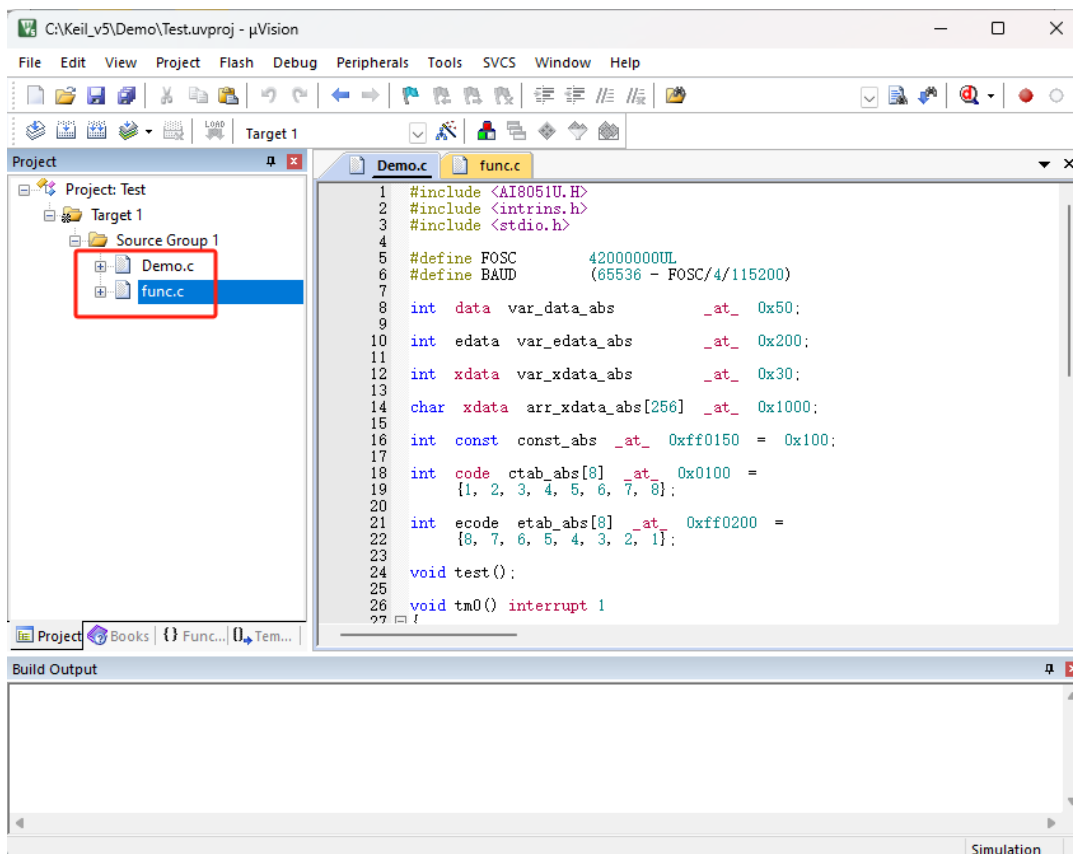 C:\Keil_v5\Demo\Test.uvproj - µVision
File Edit View Project Flash Debug Peripherals Tools SVCS Window Help
LOAD
Target 1
Project
Project: Test
Target 1
Source Group 1
Demo.c
func.c
Project Books {} Func... Tem...
Demo.c func.c
1 #include <AI8051U.H>
2 #include <intrins.h>
3 #include <stdio.h>
4
5 #define FOSC 42000000UL
6 #define BAUD (65536 - FOSC/4/115200)
7
8 int data var_data_abs _at_ 0x50;
9
10 int edata var_edata_abs _at_ 0x200;
11
12 int xdata var_xdata_abs _at_ 0x30;
13
14 char xdata arr_xdata_abs[256] _at_ 0x1000;
15
16 int const const_abs _at_ 0xff0150 = 0x100;
17
18 int code ctab_abs[8] _at_ 0x0100 =
19 {1, 2, 3, 4, 5, 6, 7, 8};
20
21 int ecode etab_abs[8] _at_ 0xff0200 =
22 {8, 7, 6, 5, 4, 3, 2, 1};
23
24 void test();
25
26 void tm0() interrupt 1
27 {
Build Output
Simulation